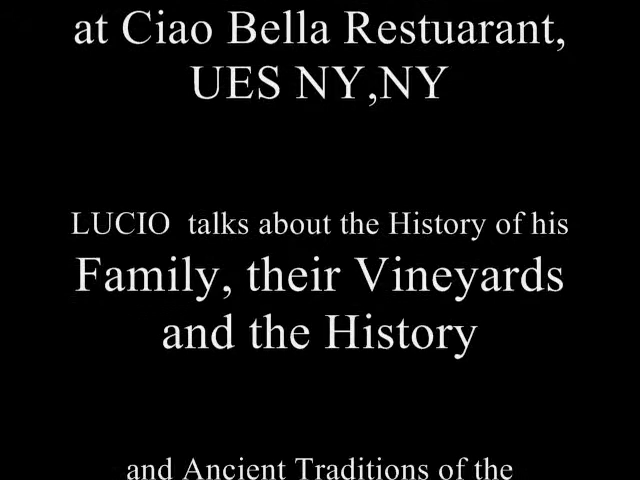 at Ciao Bella Restuarant,
UES NY,NY
LUCIO talks about the History of his
Family, their Vineyards
and the History
and Ancient Traditions of the